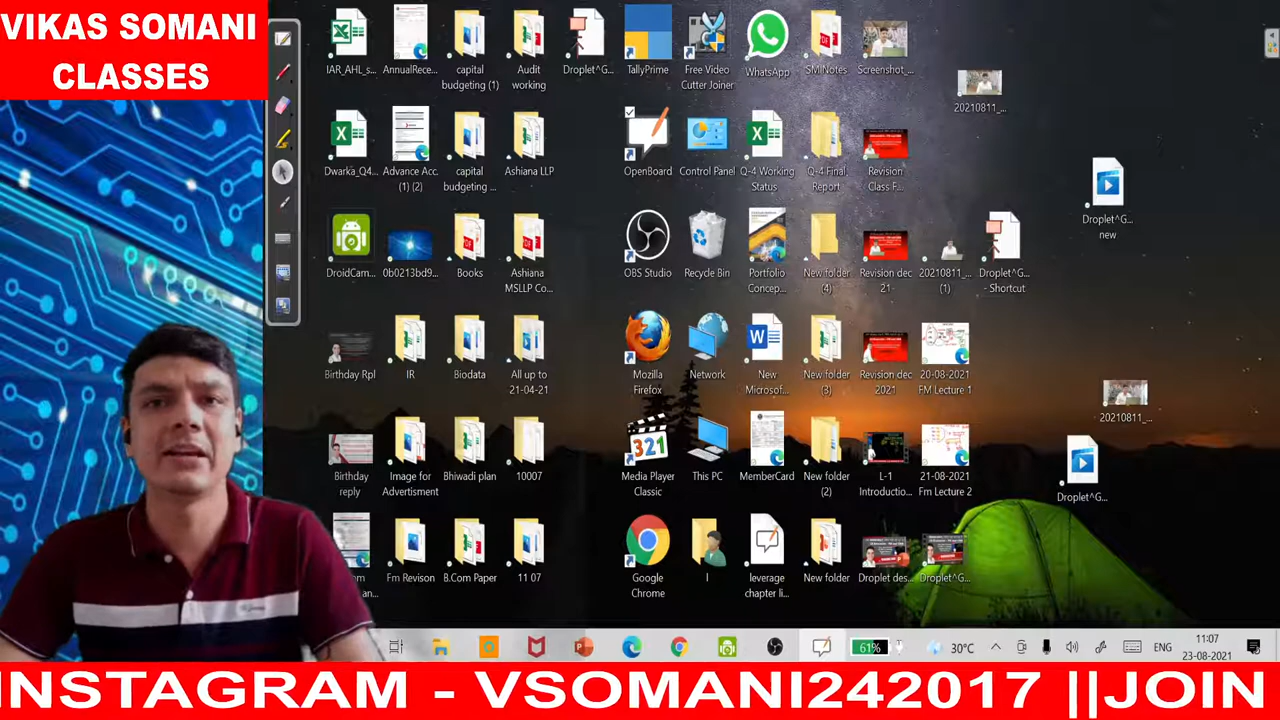 VIKAS SOMANI
CLASSES
IAR_AHL_s...
AnnualRece...
capital
budgeting (1)
Audit
working
Droplet^G...
TallyPrime
Free Video
Cutter Joiner
WhatsApp
SMINotes
Screenshot_...
20210811_...
Dwarka_Q4...
Advance Acc.
(1) (2)
capital
budgeting ...
Ashiana LLP
OpenBoard
Control Panel
Q-4 Working
Status
Q-4 Final
Report
Revision
Class F...
Droplet^G...
new
DroidCam...
0b0213bd9...
Books
Ashiana
MSLLP Co...
OBS Studio
Recycle Bin
Portfolio
Concep...
New folder
(4)
Revision dec
21-
20210811_...
(1)
Droplet^G...
- Shortcut
Birthday Rpl
IR
Biodata
All up to
21-04-21
Mozilla
Firefox
Network
New
Microsof...
New folder
(3)
Revision dec
2021
20-08-2021
FM Lecture 1
20210811_...
Birthday
reply
Image for
Advertisment
Bhiwadi plan
10007
321
Media Player
Classic
This PC
MemberCard
New folder
(2)
L-1
Introductio...
21-08-2021
Fm Lecture 2
Droplet^G...
Fm Revison
B.Com Paper
11 07
Google
Chrome
I
leverage
chapter li...
New folder
Droplet des...
Droplet^G...
61%
30°C
ENG
11:07
23-08-2021
INSTAGRAM - VSOMANI242017 ||JOIN